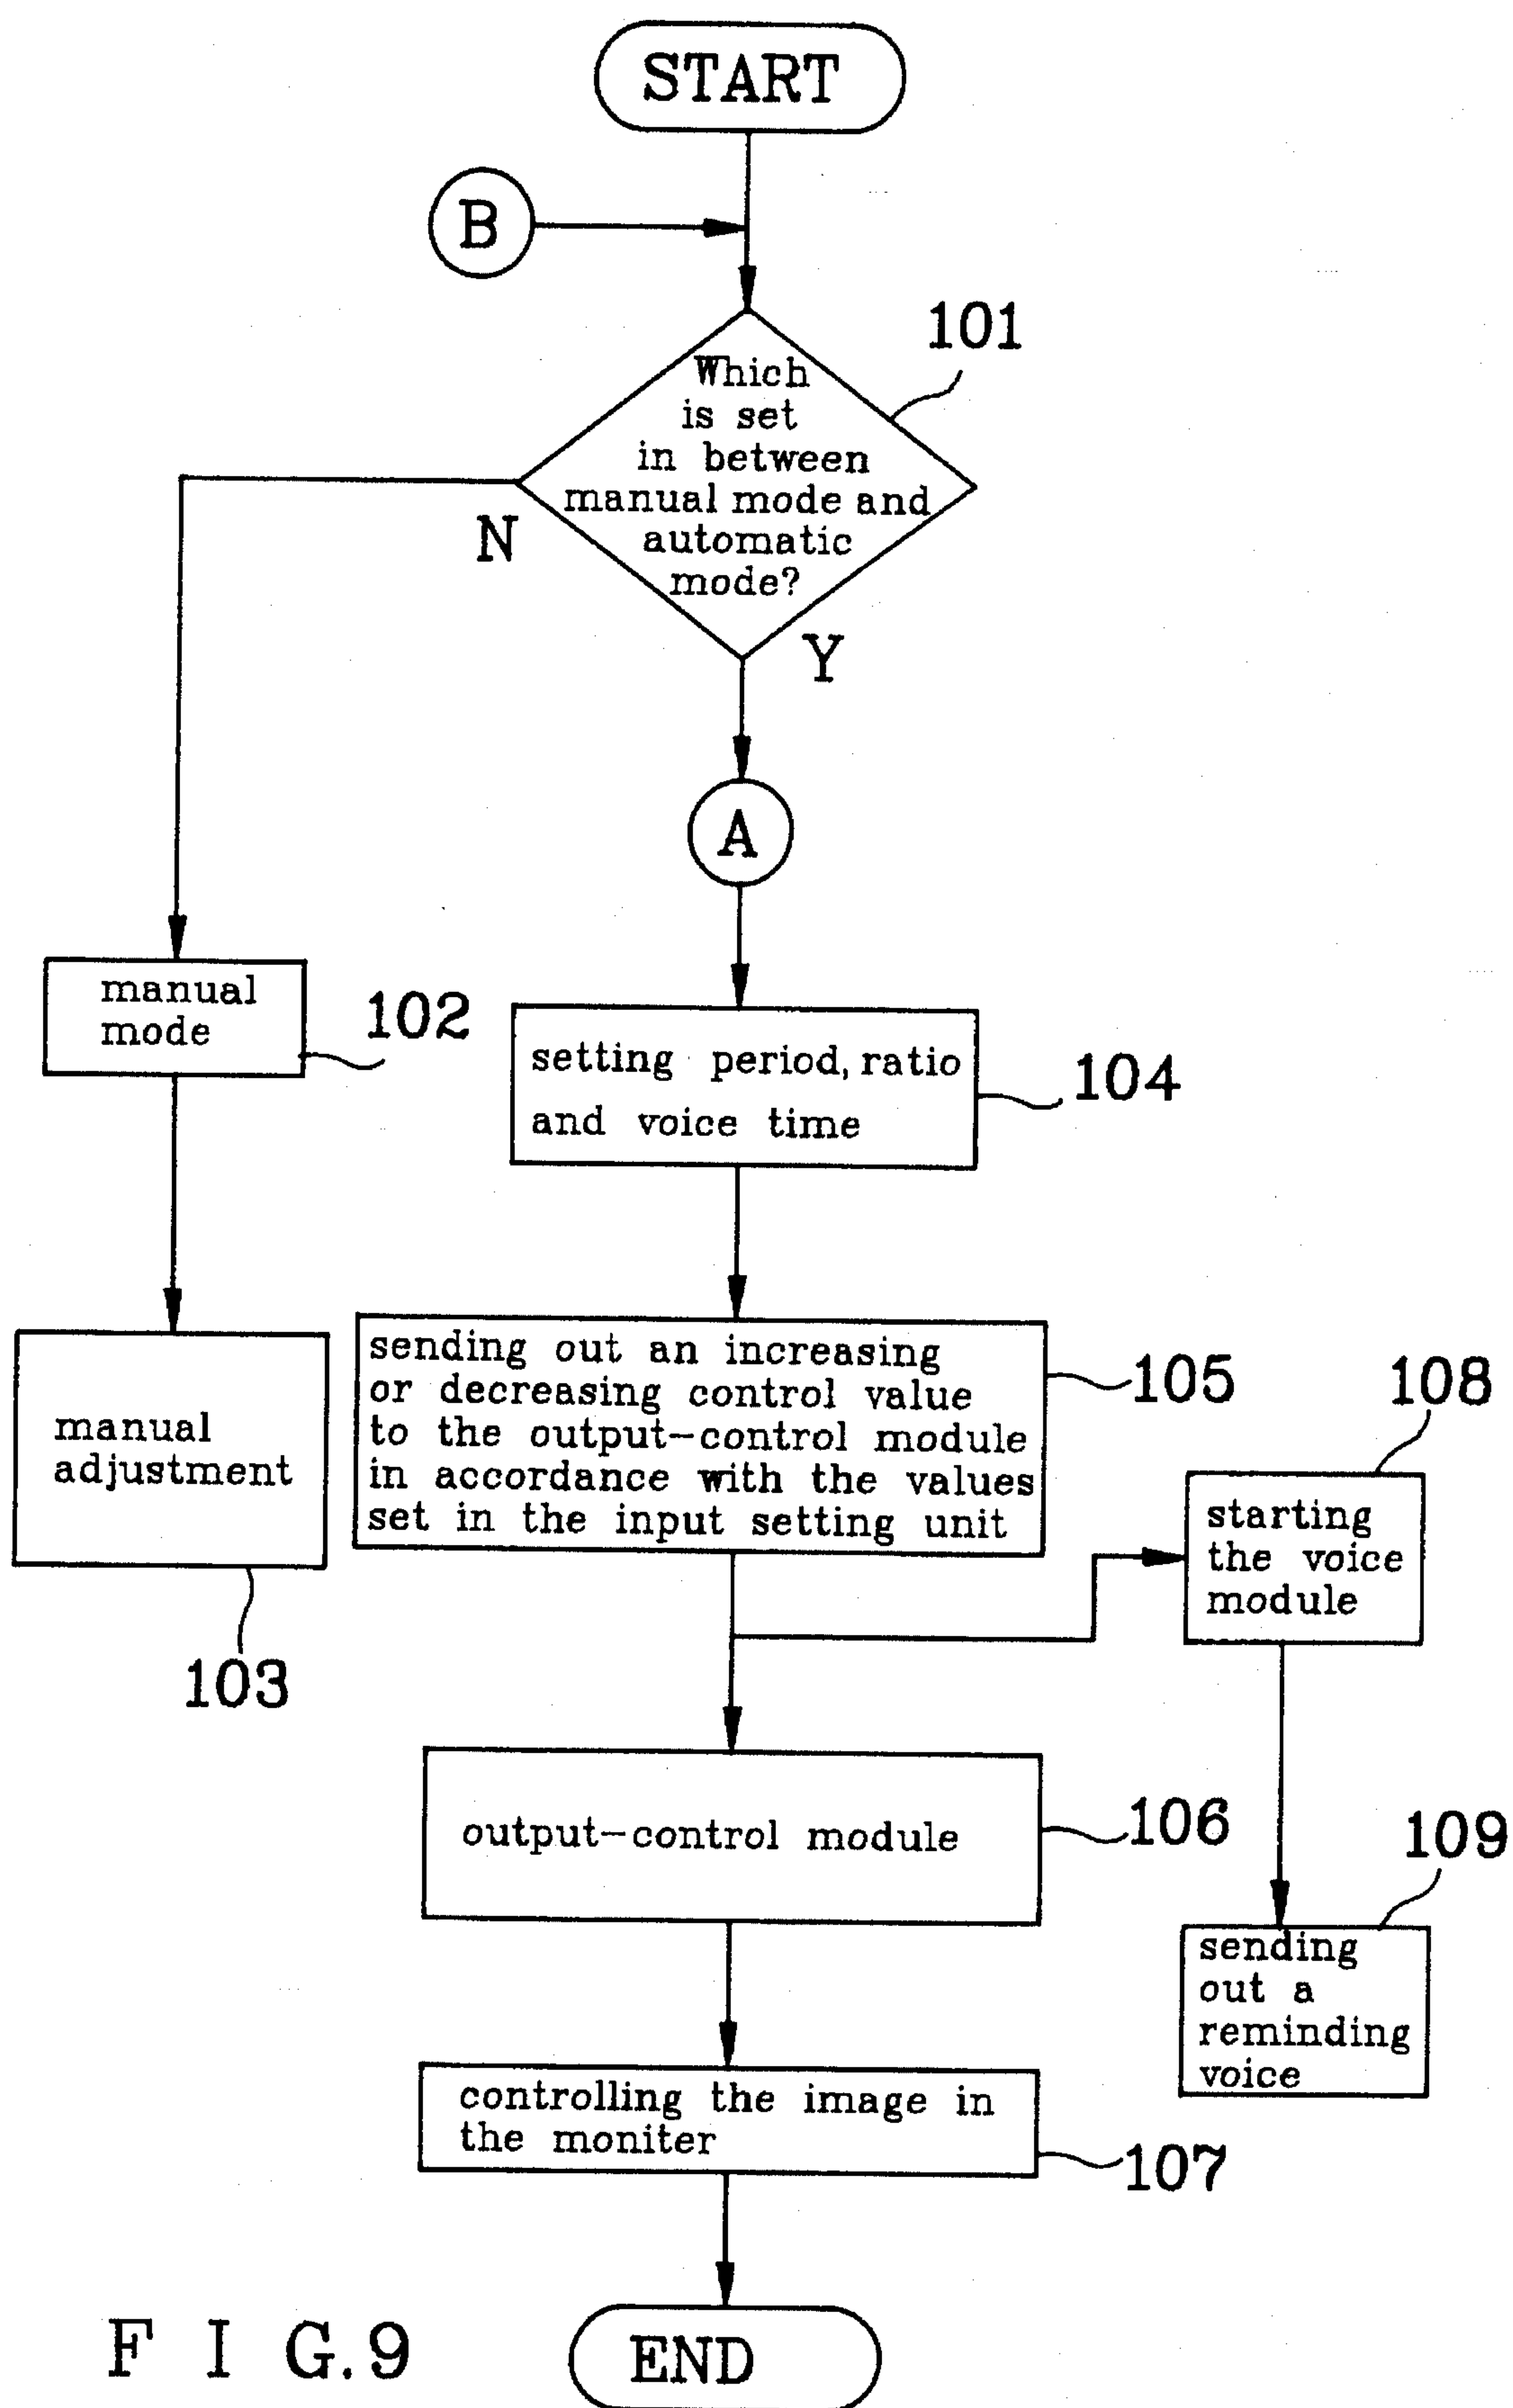 START
B
101
Which
is set
in between
manual mode and
automatic
mode?
N
Y
A
manual
mode
102
setting period, ratio
and voice time
104
manual
adjustment
103
sending out an increasing
or decreasing control value
to the output-control module
in accordance with the values
set in the input setting unit
105
108
starting
the voice
module
output-control module
106
109
sending
out a
reminding
voice
controlling the image in
the moniter
107
END
F I G.9